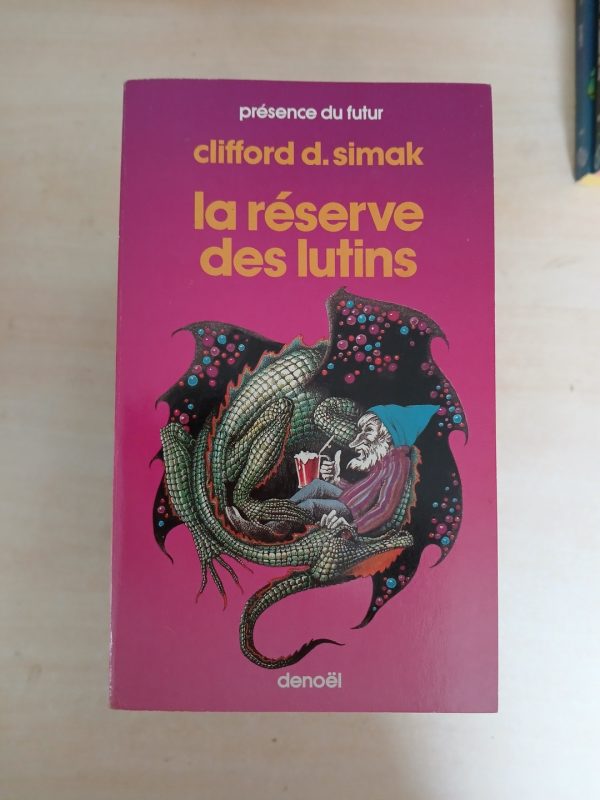 présence du futur
clifford d. simak
la réserve
des lutins
denoël